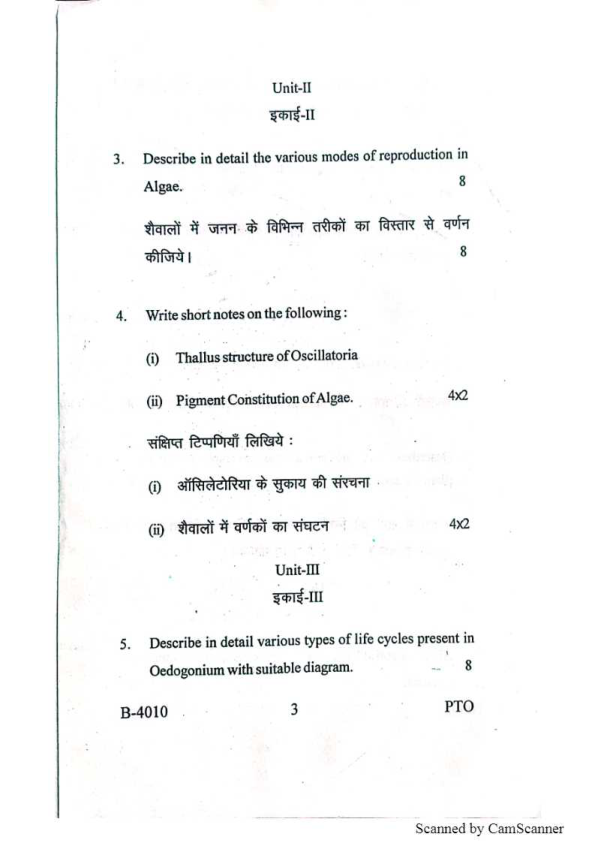 Unit-II
इकाई-II
3. Describe in detail the various modes of reproduction in
Algae. 8
शैवालों में जनन के विभिन्न तरीकों का विस्तार से वर्णन
कीजिये। 8
4. Write short notes on the following :
(i) Thallus structure of Oscillatoria
(ii) Pigment Constitution of Algae. 4x2
संक्षिप्त टिप्पणियाँ लिखिये :
(i) ऑसिलेटोरिया के सुकाय की संरचना
(ii) शैवालों में वर्णकों का संघटन 4x2
Unit-III
इकाई-III
5. Describe in detail various types of life cycles present in
Oedogonium with suitable diagram. 8
B-4010 3 PTO
Scanned by CamScanner